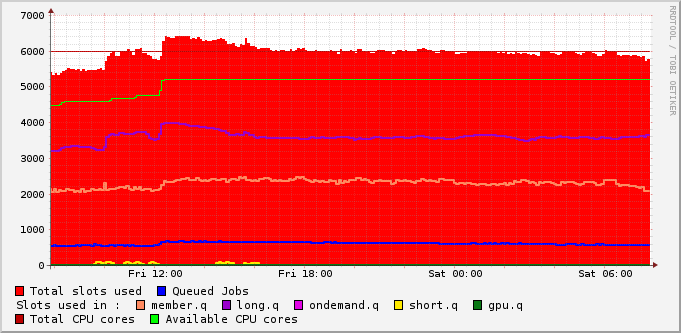 7000
6000
5000
4000
3000
2000
1000
0
Fri 12:00 Fri 18:00 Sat 00:00 Sat 06:00
RRDTOOL / TOBI OETIKER
Total slots used Queued Jobs
Slots used in : member.q long.q ondemand.q short.q gpu.q
Total CPU cores Available CPU cores